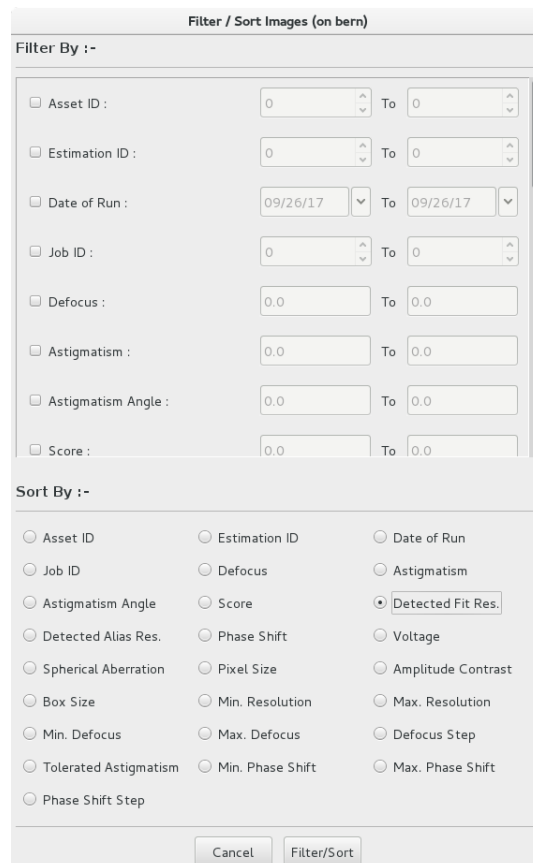 Filter / Sort Images (on bern)
Filter By :-
Asset ID : 0 To 0
Estimation ID : 0 To 0
Date of Run : 09/26/17 To 09/26/17
Job ID : 0 To 0
Defocus : 0.0 To 0.0
Astigmatism : 0.0 To 0.0
Astigmatism Angle : 0.0 To 0.0
Score : 0.0 To 0.0
Sort By :-
Asset ID Estimation ID Date of Run
Job ID Defocus Astigmatism
Astigmatism Angle Score Detected Fit Res.
Detected Alias Res. Phase Shift Voltage
Spherical Aberration Pixel Size Amplitude Contrast
Box Size Min. Resolution Max. Resolution
Min. Defocus Max. Defocus Defocus Step
Tolerated Astigmatism Min. Phase Shift Max. Phase Shift
Phase Shift Step
Cancel Filter/Sort